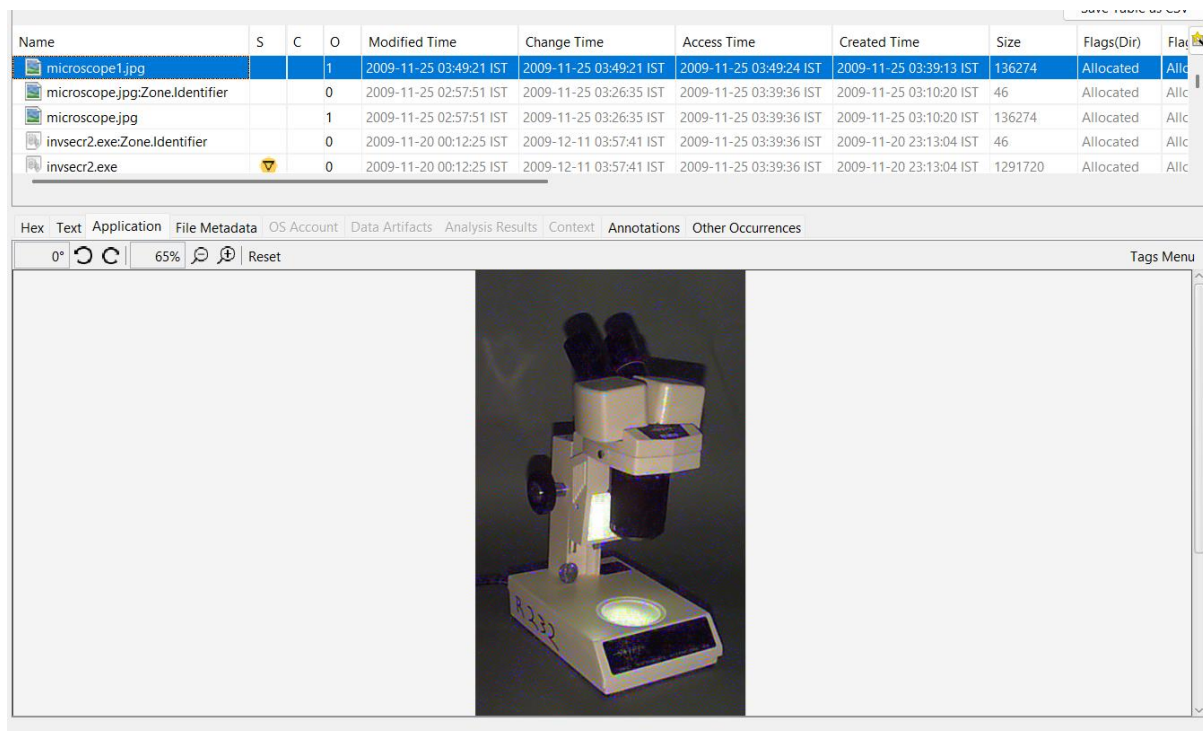 Name S C O Modified Time Change Time Access Time Created Time Size Flags(Dir)
microscope1.jpg 1 2009-11-25 03:49:21 IST 2009-11-25 03:49:21 IST 2009-11-25 03:49:24 IST 2009-11-25 03:39:13 IST 136274 Allocated
microscope.jpg:Zone.Identifier 0 2009-11-25 02:57:51 IST 2009-11-25 03:26:35 IST 2009-11-25 03:39:36 IST 2009-11-25 03:10:20 IST 46 Allocated
microscope.jpg 1 2009-11-25 02:57:51 IST 2009-11-25 03:26:35 IST 2009-11-25 03:39:36 IST 2009-11-25 03:10:20 IST 136274 Allocated
invsecr2.exe:Zone.Identifier 0 2009-11-20 00:12:25 IST 2009-12-11 03:57:41 IST 2009-11-25 03:39:36 IST 2009-11-20 23:13:04 IST 46 Allocated
invsecr2.exe 0 2009-11-20 00:12:25 IST 2009-12-11 03:57:41 IST 2009-11-25 03:39:36 IST 2009-11-20 23:13:04 IST 1291720 Allocated
Hex Text Application File Metadata OS Account Data Artifacts Analysis Results Context Annotations Other Occurrences
0° 65% Reset Tags Menu
R232